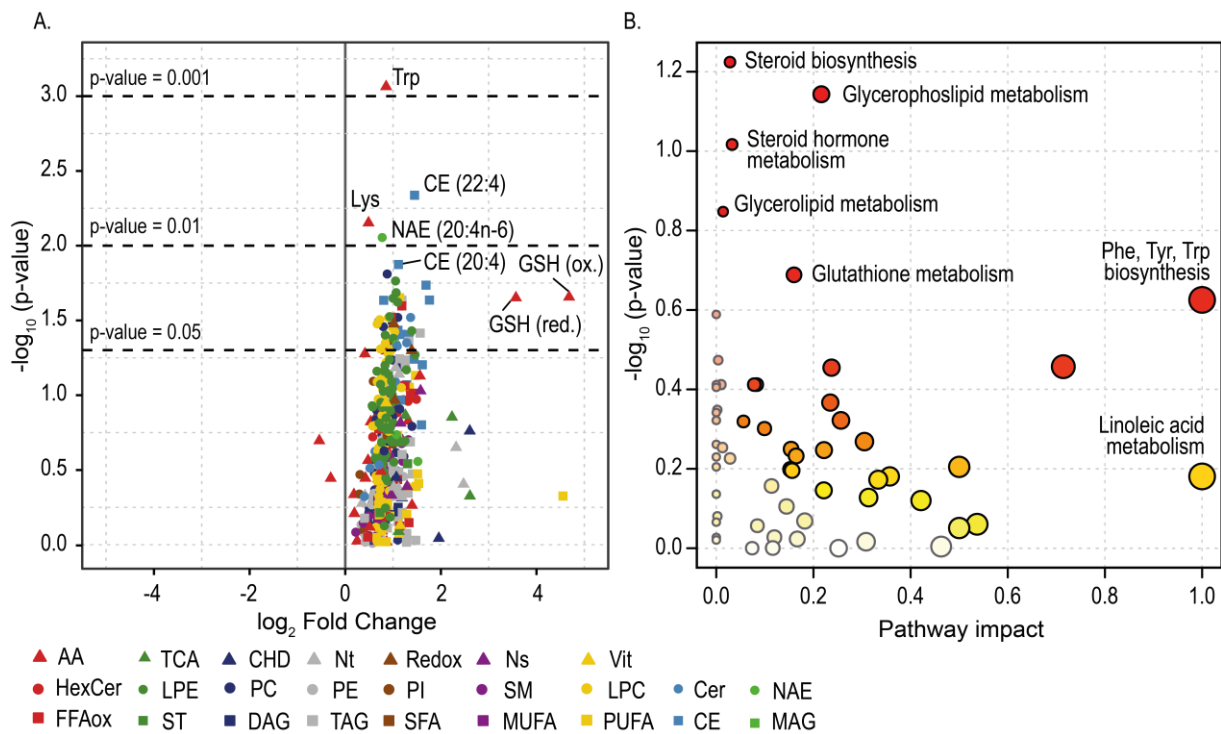 A.
p-value = 0.001
Trp
CE (22:4)
Lys
p-value = 0.01
NAE (20:4n-6)
CE (20:4)
GSH (ox.)
GSH (red.)
p-value = 0.05
-log10 (p-value)
3.0
2.5
2.0
1.5
1.0
0.5
0.0
-4
-2
0
2
4
log2 Fold Change
B.
Steroid biosynthesis
Glycerophoslipid metabolism
Steroid hormone
metabolism
Glycerolipid metabolism
Glutathione metabolism
Phe, Tyr, Trp
biosynthesis
Linoleic acid
metabolism
-log10 (p-value)
1.2
1.0
0.8
0.6
0.4
0.2
0.0
0.0
0.2
0.4
0.6
0.8
1.0
Pathway impact
AA TCA CHD Nt Redox Ns Vit
HexCer LPE PC PE PI SM LPC Cer NAE
FFAox ST DAG TAG SFA MUFA PUFA CE MAG